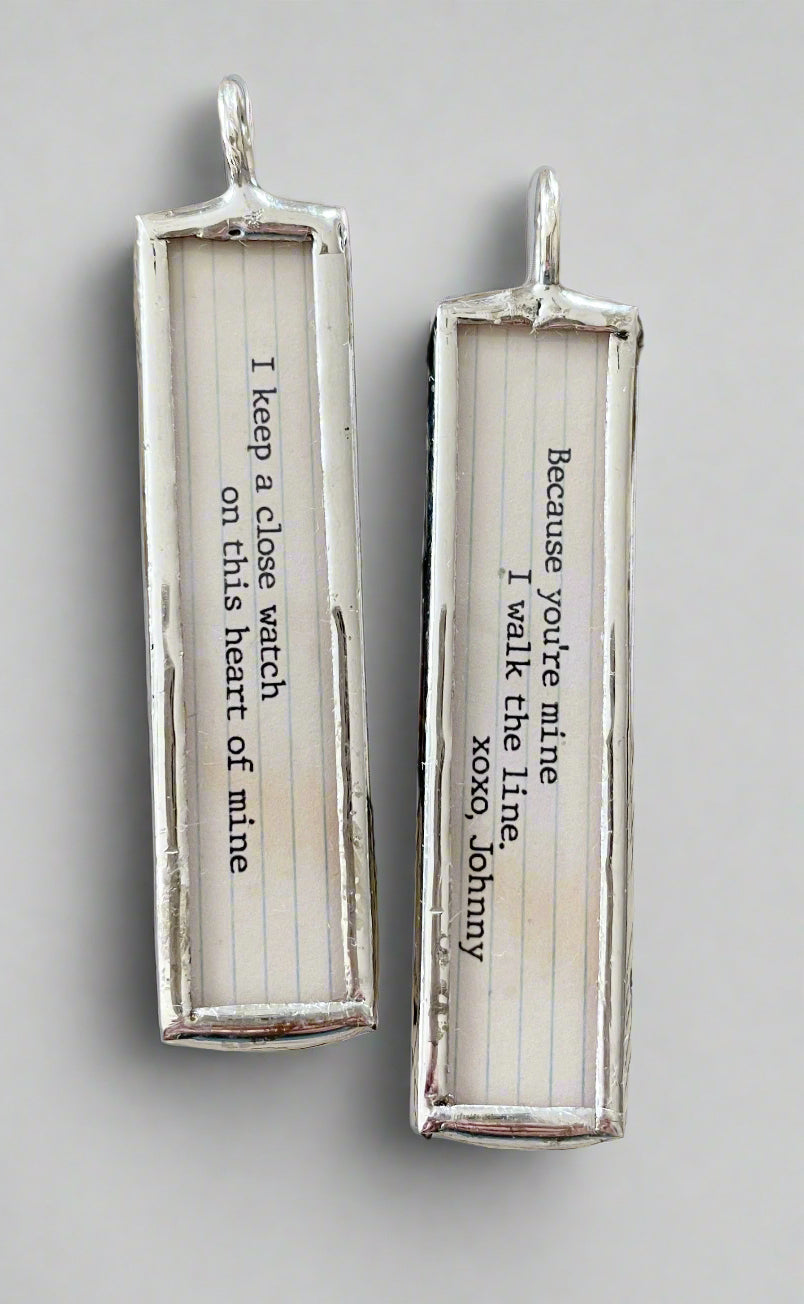 I keep a close watch
on this heart of mine
Because you're mine
I walk the line.
xoxo, Johnny